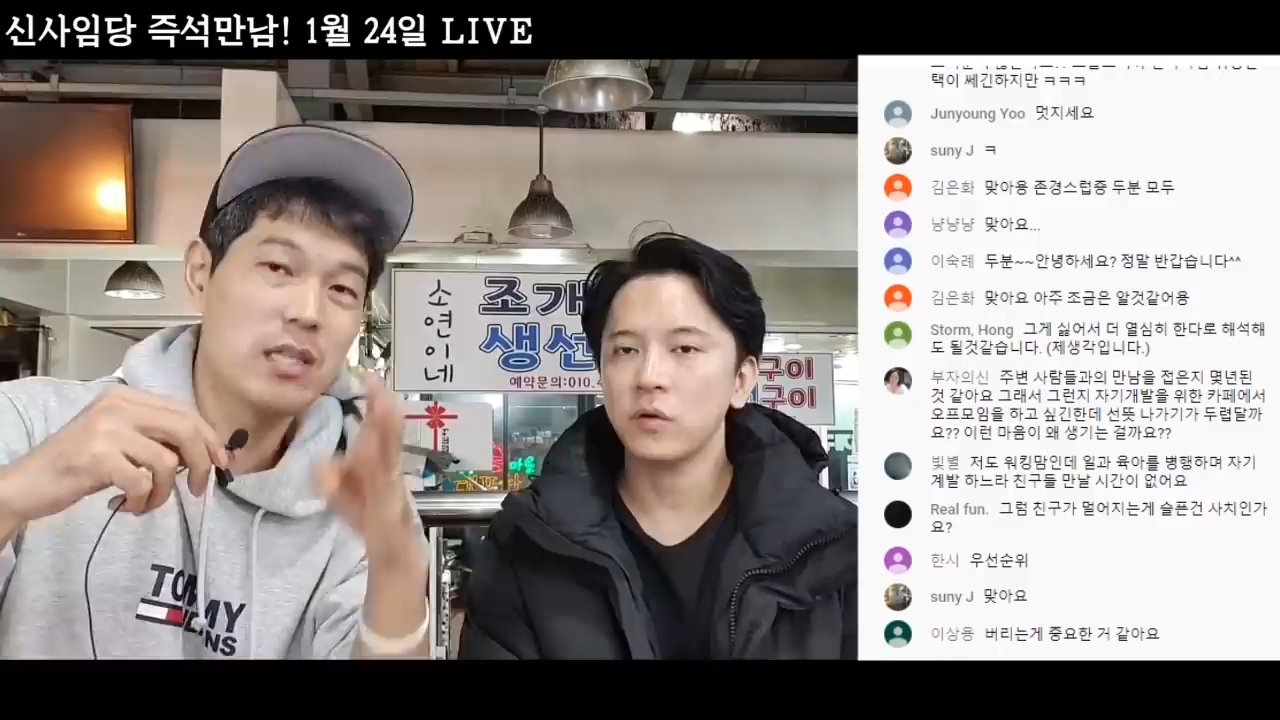 신사임당 즉석만남! 1월 24일 LIVE
소연이네
조개
생선
예약문의:010.4
구이
구이
TOMMY
JEANS
택이 쎄긴하지만 ㅋㅋㅋ
Junyoung Yoo 멋지세요
suny J ㅋ
김은화 맞아용 존경스럽죵 두분 모두
냥냥냥 맞아요...
이숙례 두분~~안녕하세요? 정말 반갑습니다^^
김은화 맞아요 아주 조금은 알것같어용
Storm, Hong 그게 싫어서 더 열심히 한다로 해석해
도 될것같습니다. (제생각입니다.)
부자의신 주변 사람들과의 만남을 접은지 몇년된
것 같아요 그래서 그런지 자기개발을 위한 카페에서
오프모임을 하고 싶긴한데 선뜻 나가기가 두렵달까
요?? 이런 마음이 왜 생기는 걸까요??
빛별 저도 워킹맘인데 일과 육아를 병행하며 자기
계발 하느라 친구들 만날 시간이 없어요
Real fun. 그럼 친구가 멀어지는게 슬픈건 사치인가
요?
한시 우선순위
suny J 맞아요
이상용 버리는게 중요한 거 같아요